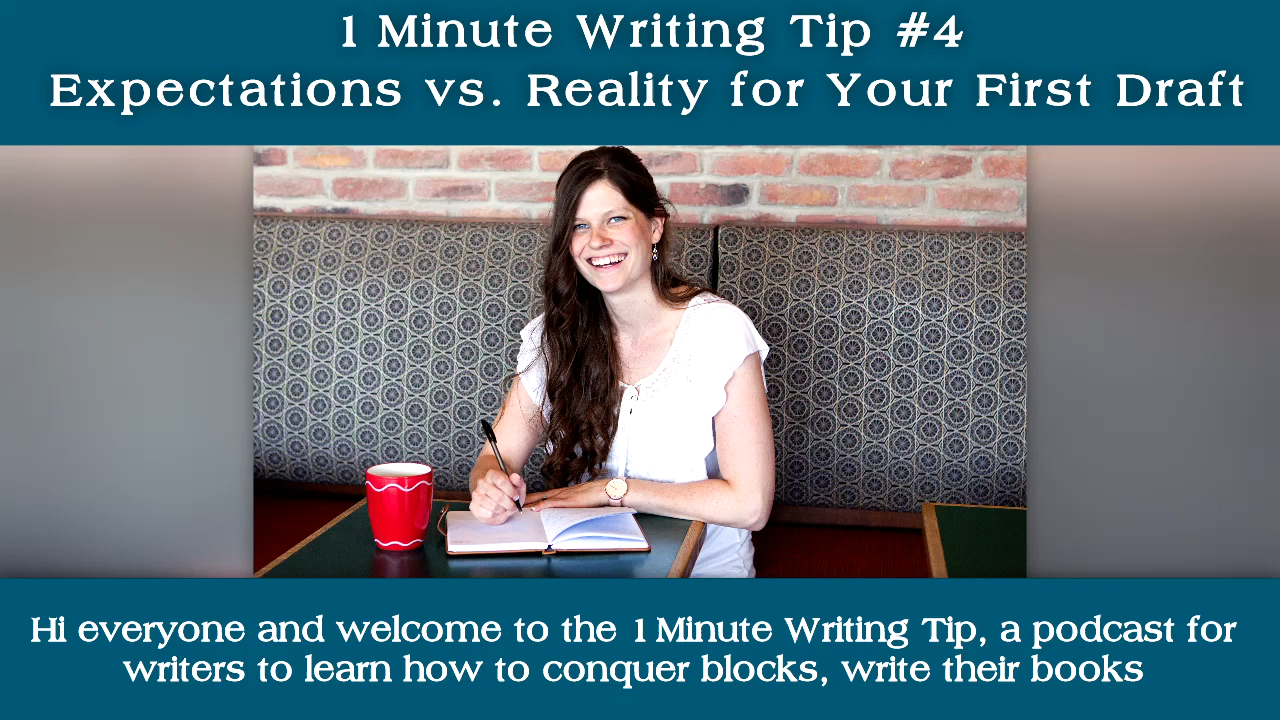 1 Minute Writing Tip #4
Expectations vs. Reality for Your First Draft
Hi everyone and welcome to the 1 Minute Writing Tip, a podcast for
writers to learn how to conquer blocks, write their books